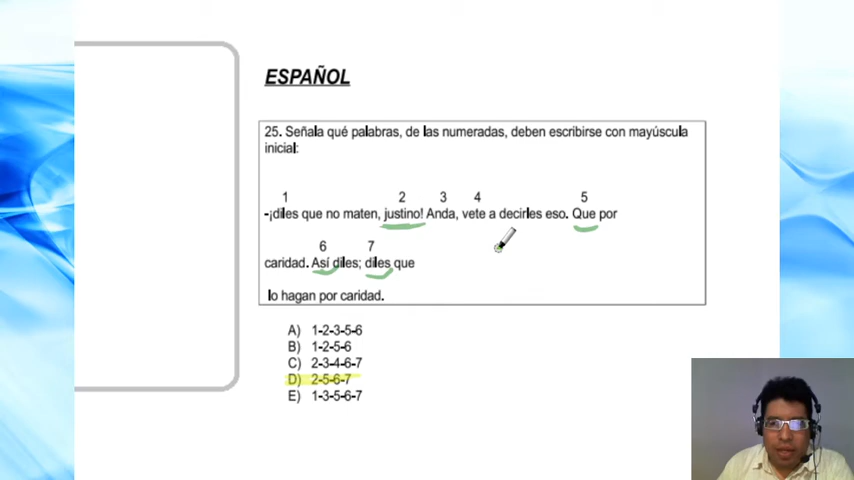 ESPAÑOL
25. Señala qué palabras, de las numeradas, deben escribirse con mayúscula
inicial:
1 2 3 4 5
-¡diles que no maten, justino! Anda, vete a decirles eso. Que por
6 7
caridad. Así diles; diles que
lo hagan por caridad.
A) 1-2-3-5-6
B) 1-2-5-6
C) 2-3-4-6-7
D) 2-5-6-7
E) 1-3-5-6-7